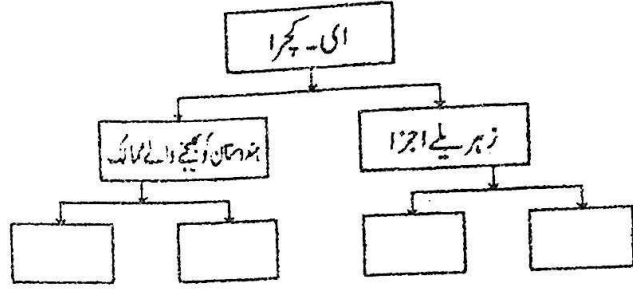 ای۔ کچرا
زہریلے اجزا
ہندوستان کو بھیجنے والے ممالک